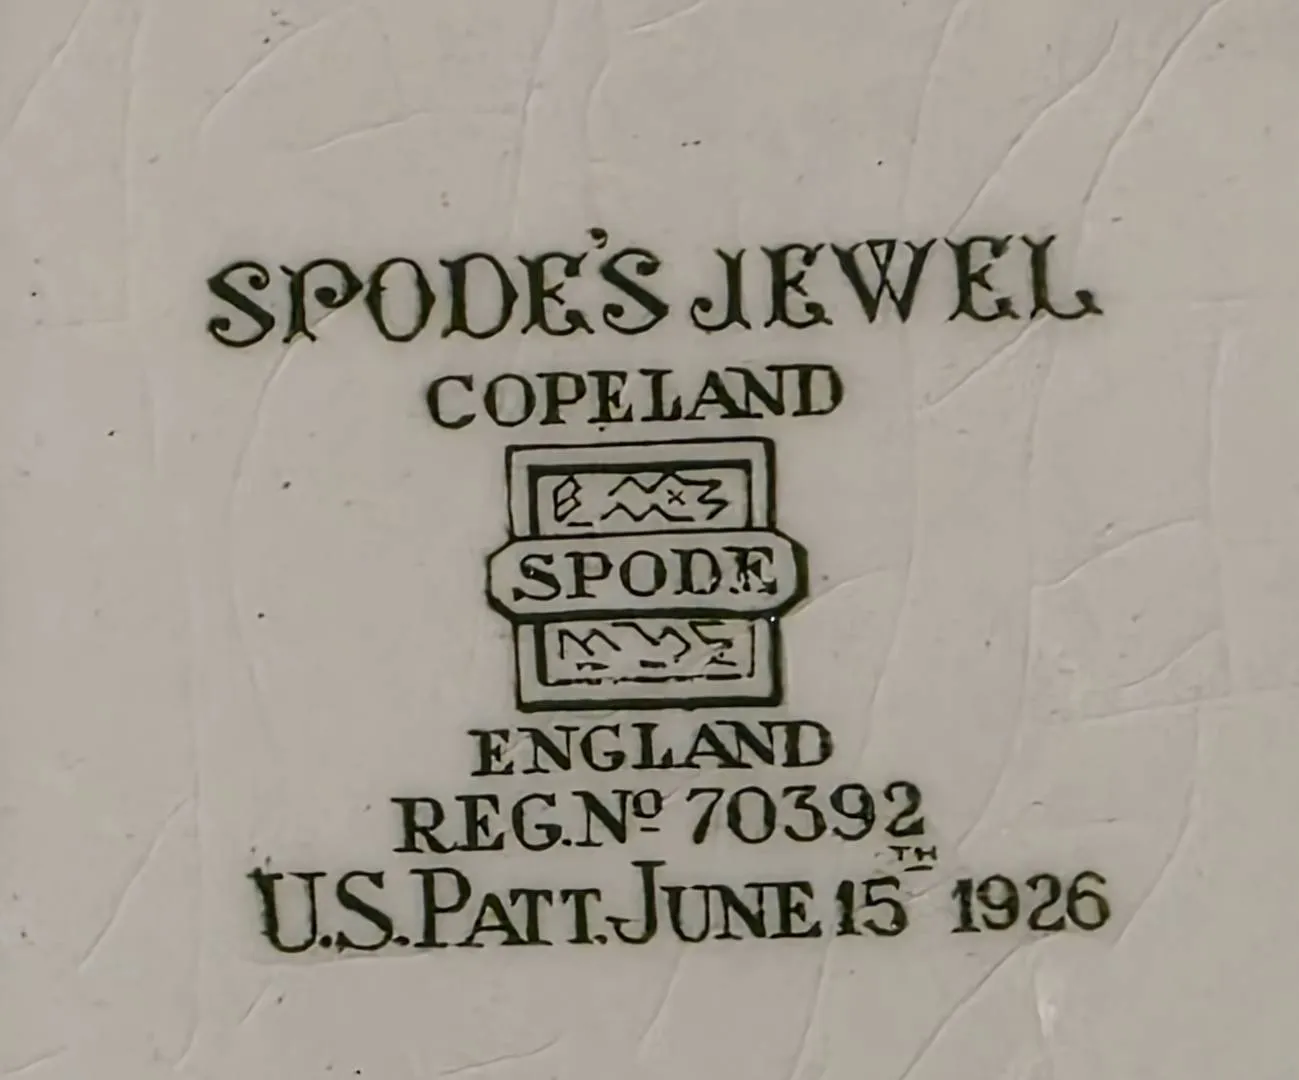 SPODE'S JEWEL
COPELAND
SPODE
ENGLAND
REG. Nº 70392
U.S. PATT. JUNE 15TH 1926